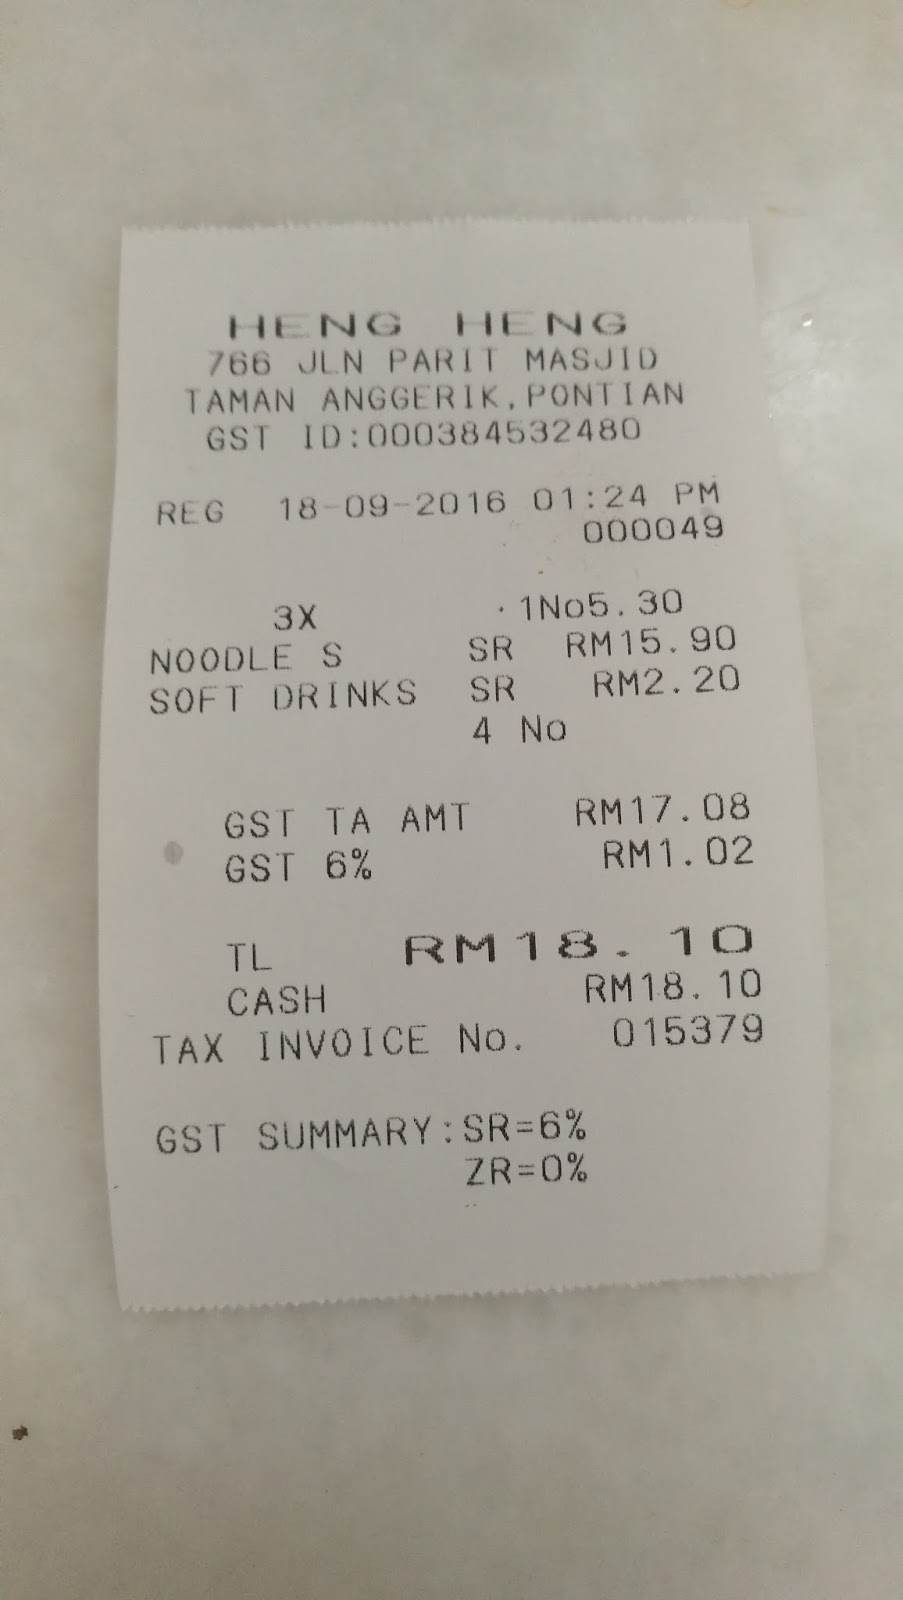 HENG HENG
766 JLN PARIT MASJID
TAMAN ANGGERIK,PONTIAN
GST ID:000384532480
REG 18-09-2016 01:24 PM
000049
3X 1No5.30
NOODLE S SR RM15.90
SOFT DRINKS SR RM2.20
4 No
GST TA AMT RM17.08
GST 6% RM1.02
TL RM18.10
CASH RM18.10
TAX INVOICE No. 015379
GST SUMMARY:SR=6%
ZR=0%